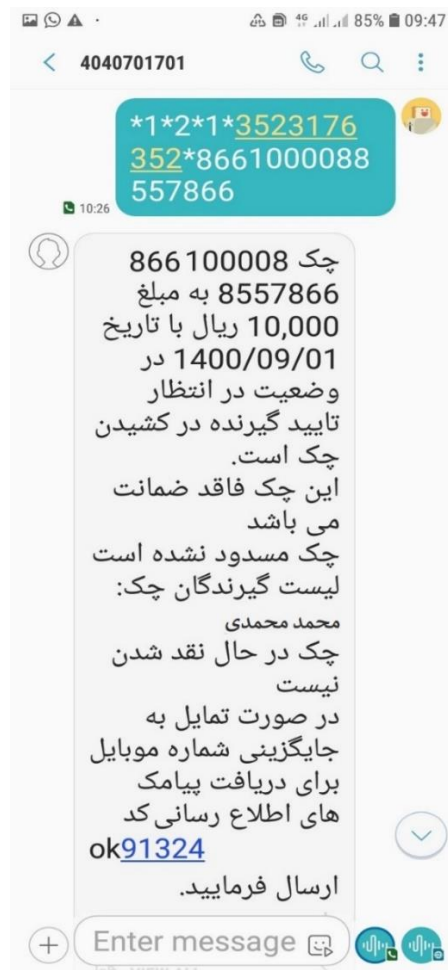 85% 09:47
4040701701
*1*2*1*3523176
352*8661000088
557866
10:26
چک 866100008
8557866 به مبلغ
10,000 ریال با تاریخ
1400/09/01 در
وضعیت در انتظار
تایید گیرنده در کشیدن
چک است.
این چک فاقد ضمانت
می باشد
چک مسدود نشده است
لیست گیرندگان چک:
محمد محمدی
چک در حال نقد شدن
نیست
در صورت تمایل به
جایگزینی شماره موبایل
برای دریافت پیامک
های اطلاع رسانی کد
ok91324
ارسال فرمایید.
Enter message